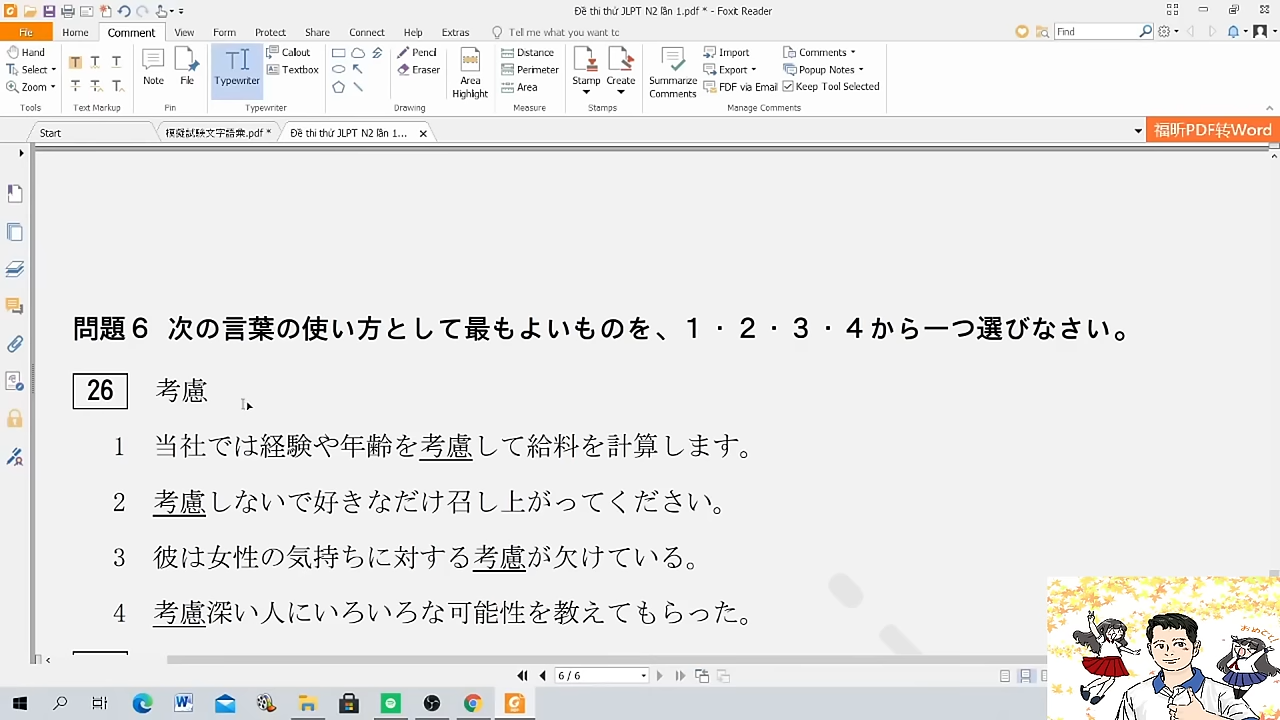 Đề thi thử JLPT N2 lần 1.pdf * - Foxit Reader
File Home Comment View Form Protect Share Connect Help Extras Tell me what you want to Find
Hand
Select
Zoom
Tools
Text Markup
Note
File
Pin
Typewriter
Callout
Textbox
Typewriter
Pencil
Eraser
Area Highlight
Drawing
Distance
Perimeter
Area
Measure
Stamp
Create
Stamps
Summarize Comments
Import
Export
FDF via Email
Comments
Popup Notes
Keep Tool Selected
Manage Comments
Start 模擬試験文字語彙.pdf * Đề thi thử JLPT N2 lần 1... 福昕PDF转Word
問題6 次の言葉の使い方として最もよいものを、1・2・3・4から一つ選びなさい。
26 考慮
1 当社では経験や年齢を考慮して給料を計算します。
2 考慮しないで好きなだけ召し上がってください。
3 彼は女性の気持ちに対する考慮が欠けている。
4 考慮深い人にいろいろな可能性を教えてもらった。
6 / 6
おめでとう!